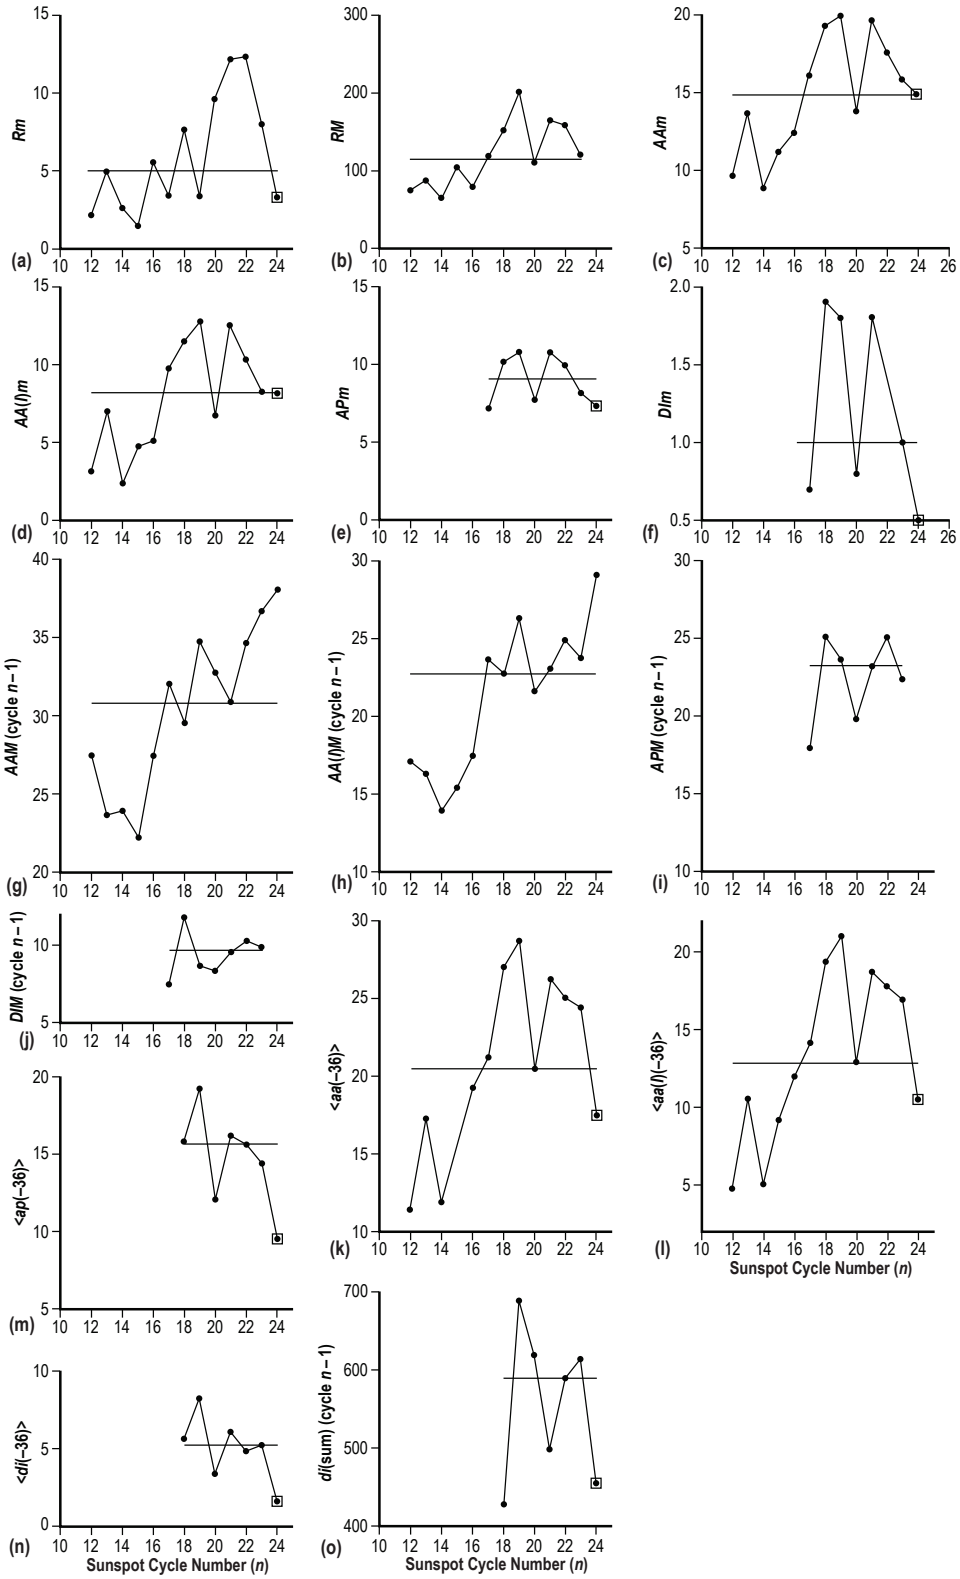 15
10
5
0
Rm
(a)
10 12 14 16 18 20 22 24
300
200
100
0
RM
(b)
10 12 14 16 18 20 22 24
20
15
10
5
AAm
(c)
10 12 14 16 18 20 22 24 26
15
10
5
0
AA(I)m
(d)
10 12 14 16 18 20 22 24
15
10
5
0
APm
(e)
10 12 14 16 18 20 22 24
2.0
1.5
1.0
0.5
DIm
(f)
10 12 14 16 18 20 22 24 26
40
35
30
25
20
AAM (cycle n – 1)
(g)
10 12 14 16 18 20 22 24
30
25
20
15
10
AA(I)M (cycle n – 1)
(h)
10 12 14 16 18 20 22 24
30
25
20
15
10
APM (cycle n – 1)
(i)
10 12 14 16 18 20 22 24
10
5
DIM (cycle n – 1)
(j)
10 12 14 16 18 20 22 24
30
25
20
15
10
<aa(–36)>
(k)
10 12 14 16 18 20 22 24
20
15
10
5
<aa(I)(–36)>
(l)
10 12 14 16 18 20 22 24
Sunspot Cycle Number (n)
20
15
10
5
<ap(–36)>
(m)
10 12 14 16 18 20 22 24
10
5
0
<di(–36)>
(n)
10 12 14 16 18 20 22 24
Sunspot Cycle Number (n)
700
600
500
400
di(sum) (cycle n – 1)
(o)
10 12 14 16 18 20 22 24
Sunspot Cycle Number (n)